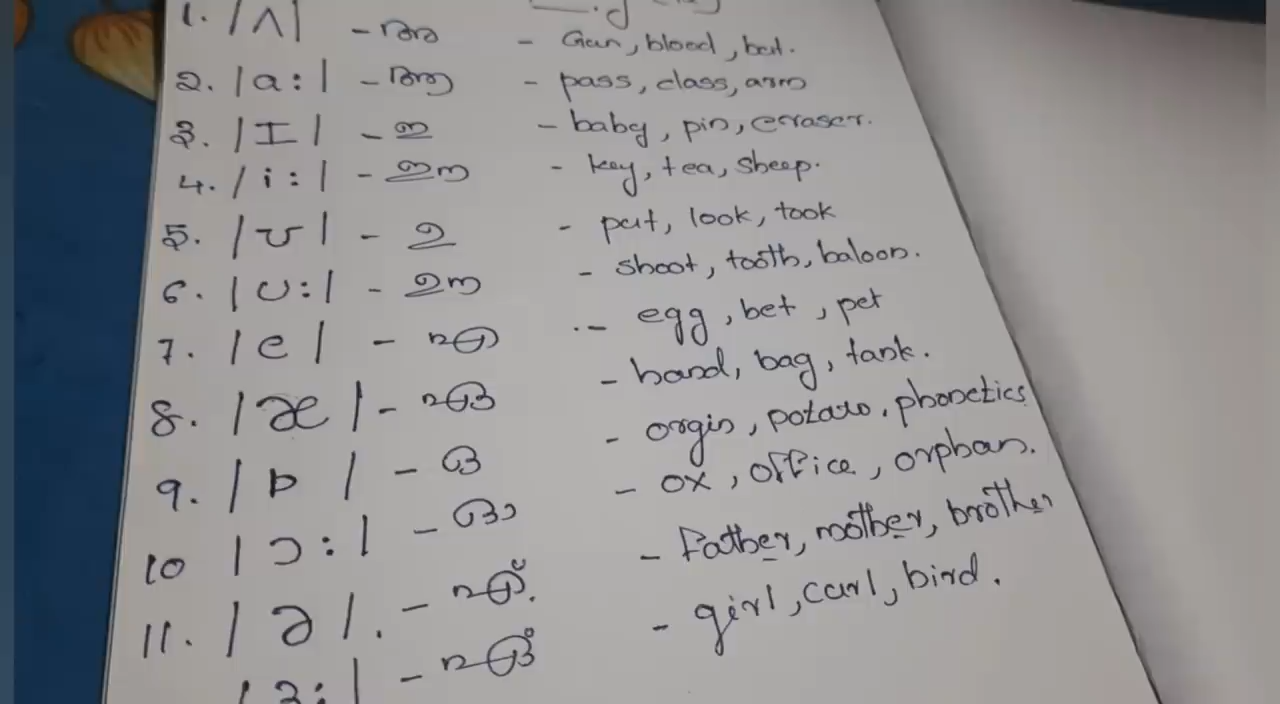 1. /ʌ/ - അ - Gun, blood, but.
2. /a:/ - ആ - pass, class, arm
3. /I/ - ഇ - baby, pin, eraser.
4. /i:/ - ഈ - key, tea, sheep.
5. /ʊ/ - ഉ - put, look, took
6. /u:/ - ഊ - shoot, tooth, baloon.
7. /e/ - എ - egg, bet, pet
8. /æ/ - ഏ - hand, bag, tank.
9. /ɒ/ - ഒ - orgin, potato, phonetics
10 /ɔ:/ - ഓ - ox, office, orphan.
11. /ə/. - എ്. - Father, mother, brother
/ɜ:/ - ഏ് - girl, curl, bird.